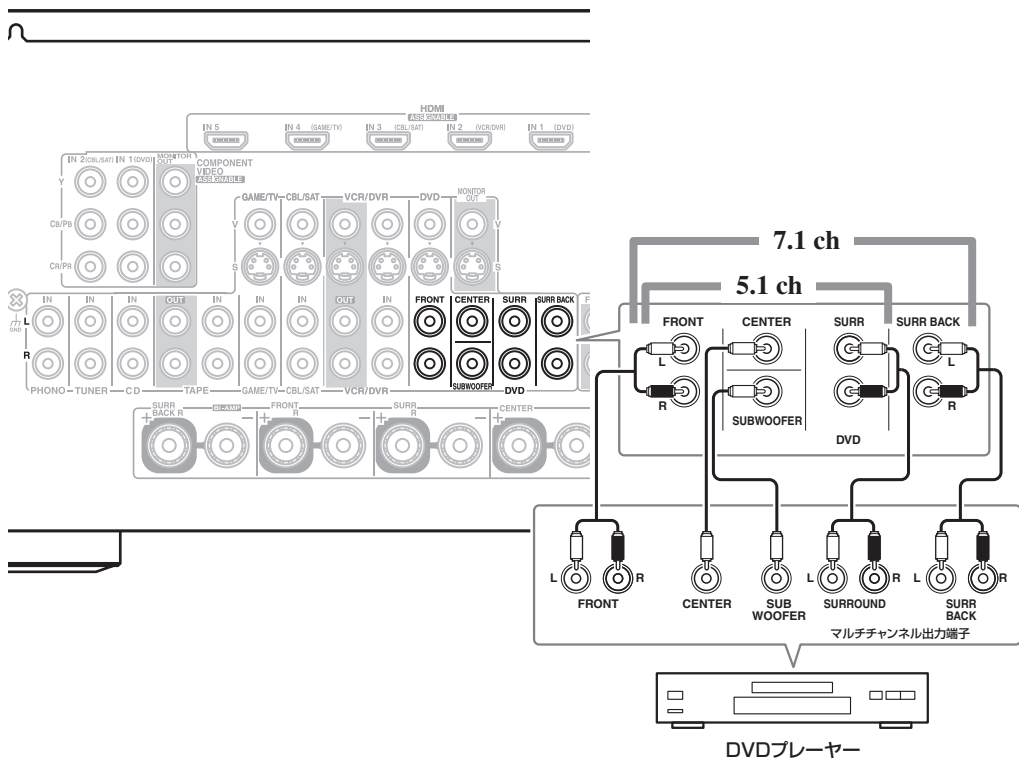 HDMI
ASSIGNABLE
IN 5
IN 4 (GAME/TV)
IN 3 (CBL/SAT)
IN 2 (VCR/DVR)
IN 1 (DVD)
IN 2(CBL/SAT) IN 1(DVD) MONITOR OUT
COMPONENT
VIDEO
ASSIGNABLE
Y
CB/PB
CR/PR
GAME/TV CBL/SAT VCR/DVR DVD MONITOR OUT
V V
S S
7.1 ch
5.1 ch
IN IN IN OUT IN IN IN OUT IN FRONT CENTER SURR SURR BACK
GND
L
R
PHONO TUNER CD TAPE GAME/TV CBL/SAT VCR/DVR SUBWOOFER DVD
FRONT CENTER SURR SURR BACK
L L
R R
SUBWOOFER
DVD
SURR BACK R BI-AMP FRONT R SURR R CENTER
+ − + − + − +
L R L R L R
FRONT CENTER SUB WOOFER SURROUND SURR BACK
マルチチャンネル出力端子
DVDプレーヤー